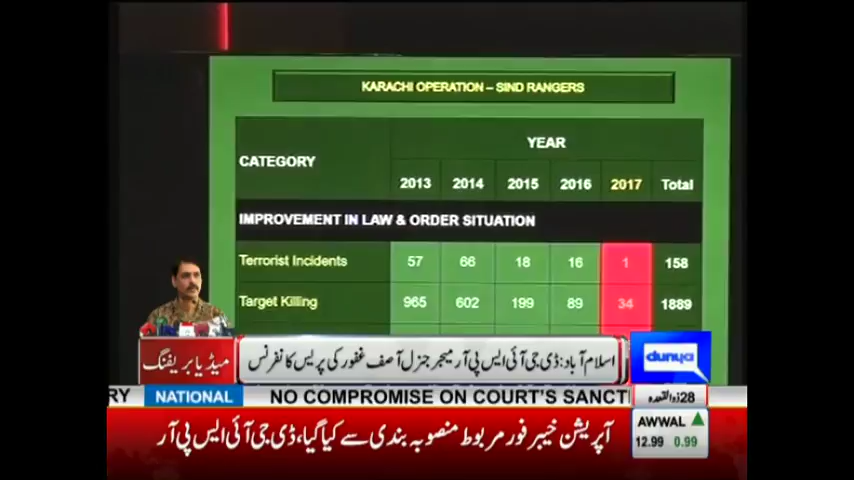 KARACHI OPERATION – SIND RANGERS
CATEGORY
YEAR
2013 2014 2015 2016 2017 Total
IMPROVEMENT IN LAW & ORDER SITUATION
Terrorist Incidents 57 66 18 16 1 158
Target Killing 965 602 199 89 34 1889
میڈیا بریفنگ
اسلام آباد: ڈی جی آئی ایس پی آر میجر جنرل آصف غفور کی پریس کانفرنس
dunya
RY NATIONAL NO COMPROMISE ON COURT'S SANCTI
28 ذوالقعدہ
آپریشن خیبر فور مربوط منصوبہ بندی سے کیا گیا، ڈی جی آئی ایس پی آر
AWWAL
12.99 0.99